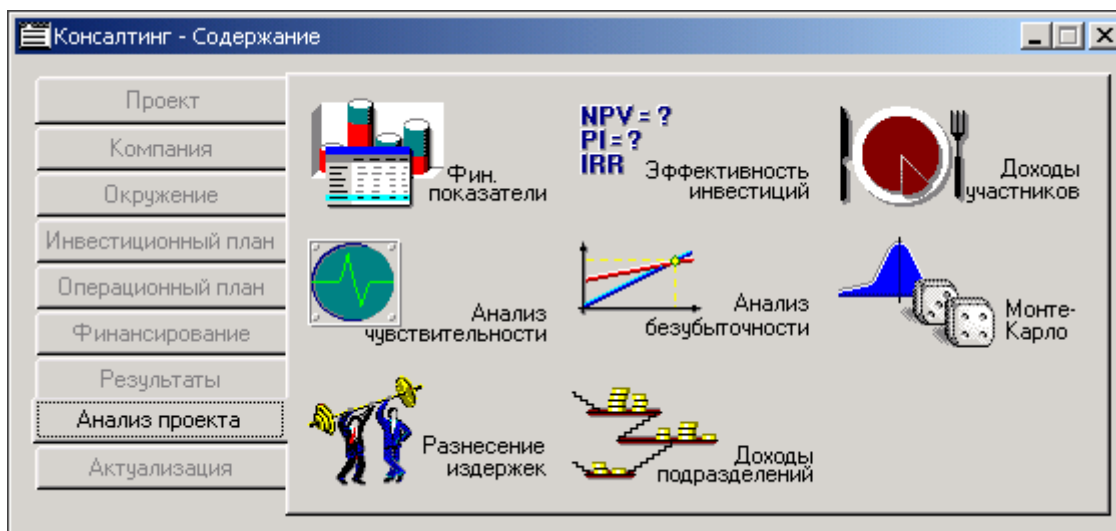 Консалтинг - Содержание
Проект
Компания
Окружение
Инвестиционный план
Операционный план
Финансирование
Результаты
Анализ проекта
Актуализация
Фин.
показатели
NPV = ?
PI = ?
IRR
Эффективность
инвестиций
Доходы
участников
Анализ
чувствительности
Анализ
безубыточности
Монте-
Карло
Разнесение
издержек
Доходы
подразделений